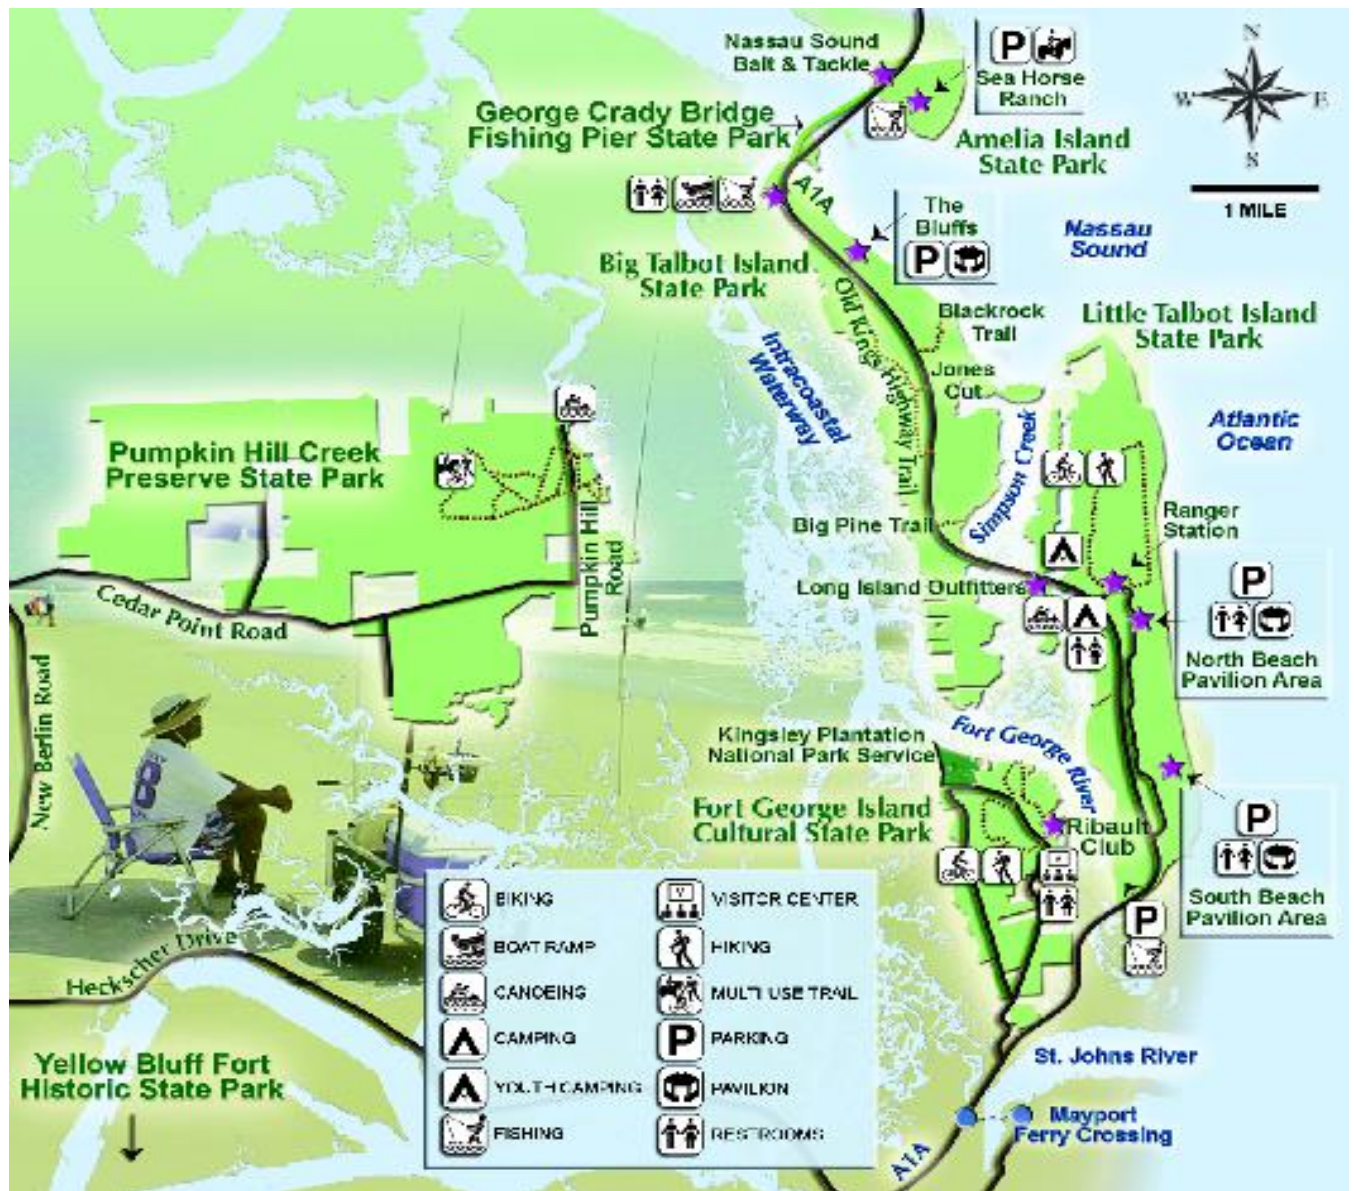 Nassau Sound
Bait & Tackle
P
Sea Horse
Ranch
N
W
E
S
1 MILE
George Crady Bridge
Fishing Pier State Park
Amelia Island
State Park
A1A
The
Bluffs
P
Nassau
Sound
Big Talbot Island
State Park
Old Kings Highway Trail
Blackrock
Trail
Little Talbot Island
State Park
Intracoastal
Waterway
Jones
Cut
Simpson Creek
Atlantic
Ocean
Pumpkin Hill Creek
Preserve State Park
Pumpkin Hill
Road
Big Pine Trail
Ranger
Station
Long Island Outfitters
P
North Beach
Pavilion Area
Cedar Point Road
New Berlin Road
Kingsley Plantation
National Park Service
Fort George River
Fort George Island
Cultural State Park
Ribault
Club
P
South Beach
Pavilion Area
P
8
Heckscher Drive
BIKING
BOAT RAMP
CANOEING
CAMPING
YOUTH CAMPING
FISHING
V
VISITOR CENTER
HIKING
MULTI USE TRAIL
P
PARKING
PAVILION
RESTROOMS
Yellow Bluff Fort
Historic State Park
St. Johns River
Mayport
Ferry Crossing
A1A